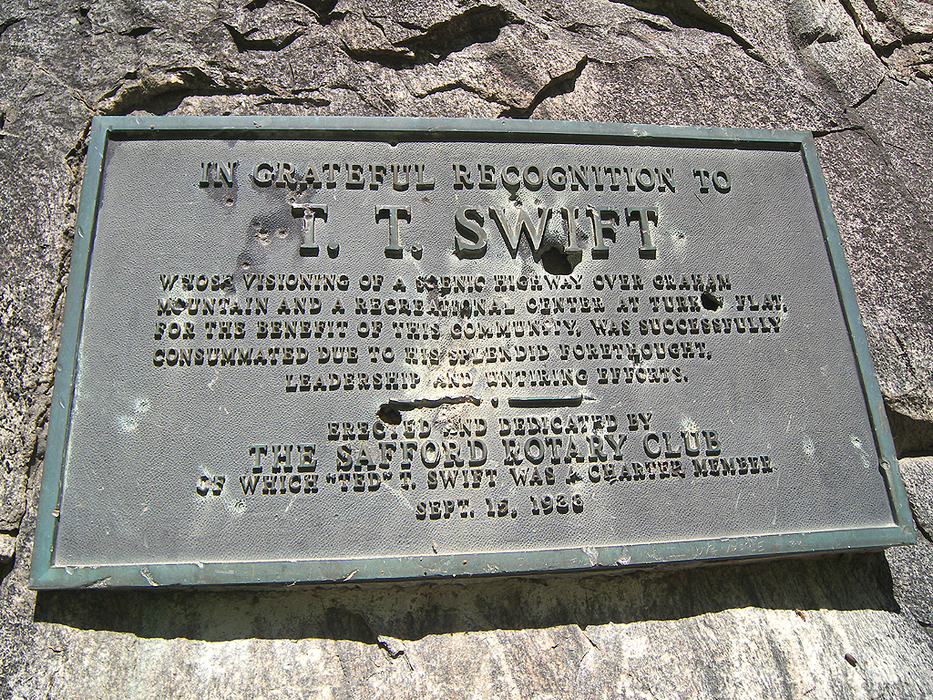 IN GRATEFUL RECOGNITION TO
T. T. SWIFT
WHOSE VISIONING OF A SCENIC HIGHWAY OVER GRAHAM
MOUNTAIN AND A RECREATIONAL CENTER AT TURKEY FLAT,
FOR THE BENEFIT OF THIS COMMUNITY, WAS SUCCESSFULLY
CONSUMMATED DUE TO HIS SPLENDID FORETHOUGHT,
LEADERSHIP AND UNTIRING EFFORTS.
ERECTED AND DEDICATED BY
THE SAFFORD ROTARY CLUB
OF WHICH "TED" T. SWIFT WAS A CHARTER MEMBER
SEPT. 15,